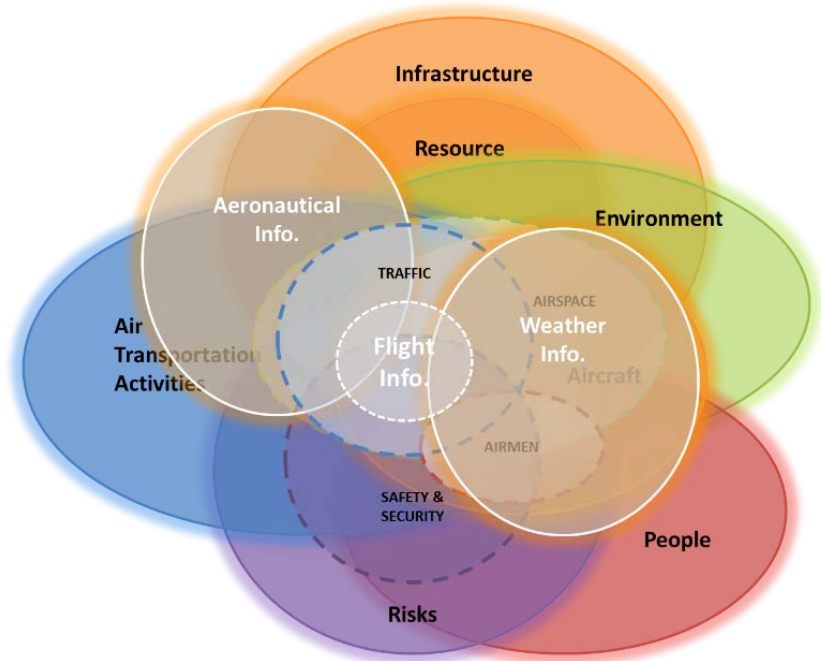 Infrastructure
Resource
Aeronautical
Info.
Environment
TRAFFIC
AIRSPACE
Weather
Info.
Air
Transportation
Activities
Flight
Info.
Aircraft
AIRMEN
SAFETY &
SECURITY
People
Risks